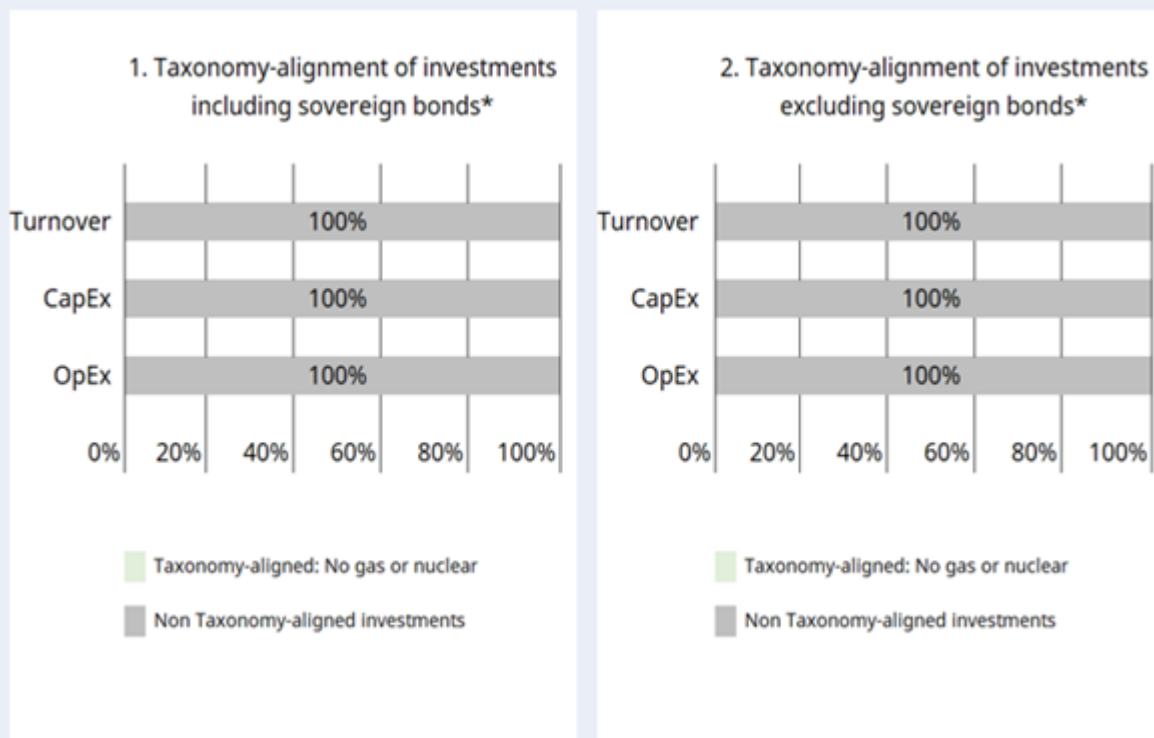 1. Taxonomy-alignment of investments
including sovereign bonds*
Turnover
100%
CapEx
100%
OpEx
100%
0% 20% 40% 60% 80% 100%
Taxonomy-aligned: No gas or nuclear
Non Taxonomy-aligned investments
2. Taxonomy-alignment of investments
excluding sovereign bonds*
Turnover
100%
CapEx
100%
OpEx
100%
0% 20% 40% 60% 80% 100%
Taxonomy-aligned: No gas or nuclear
Non Taxonomy-aligned investments